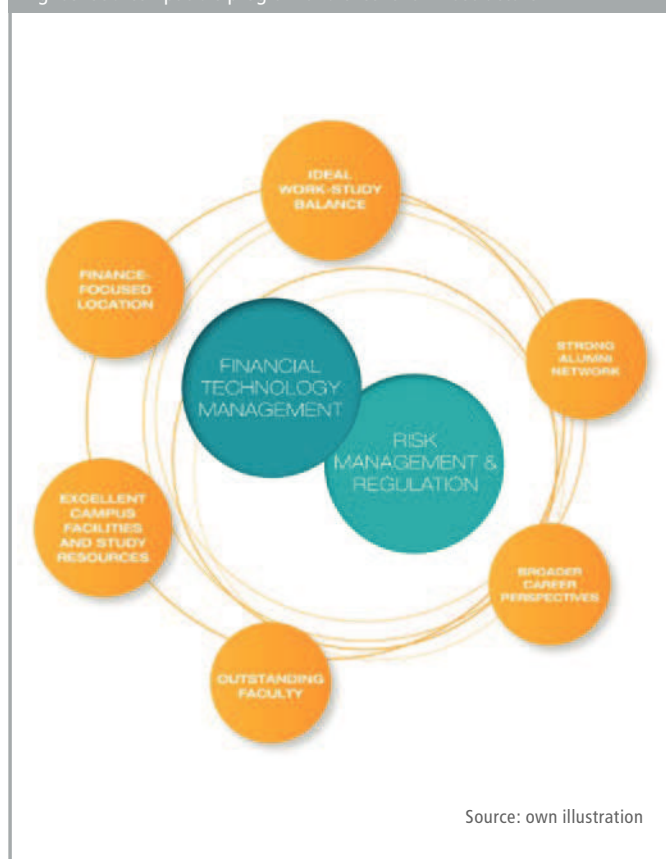 IDEAL
WORK-STUDY
BALANCE
FINANCE-
FOCUSED
LOCATION
STRONG
ALUMNI
NETWORK
FINANCIAL
TECHNOLOGY
MANAGEMENT
RISK
MANAGEMENT &
REGULATION
EXCELLENT
CAMPUS
FACILITIES
AND STUDY
RESOURCES
BROADER
CAREER
PERSPECTIVES
OUTSTANDING
FACULTY
Source: own illustration